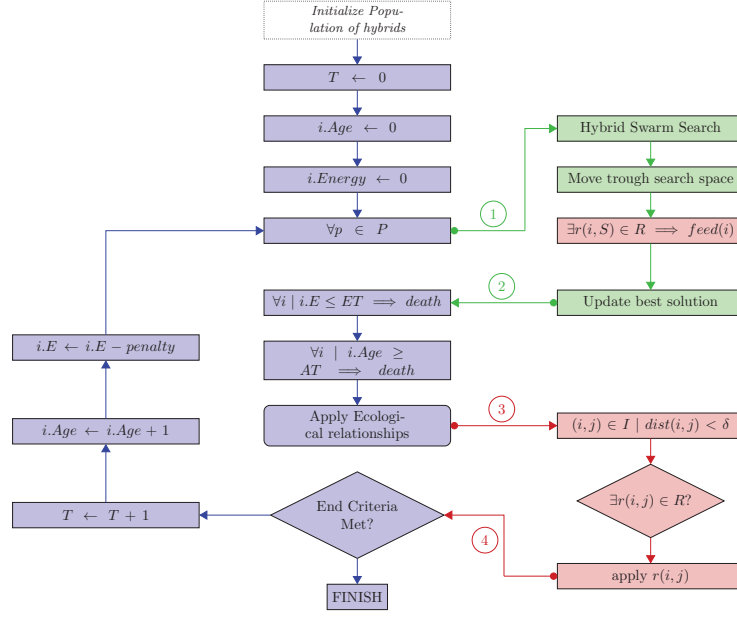 Initialize Popu-
lation of hybrids
T ← 0
i.Age ← 0
i.Energy ← 0
∀p ∈ P
1
Hybrid Swarm Search
Move trough search space
∃r(i, S) ∈ R ⟹ feed(i)
Update best solution
2
∀i | i.E ≤ ET ⟹ death
∀i | i.Age ≥
AT ⟹ death
Apply Ecologi-
cal relationships
3
(i, j) ∈ I | dist(i, j) < δ
∃r(i, j) ∈ R?
apply r(i, j)
4
End Criteria
Met?
FINISH
T ← T + 1
i.Age ← i.Age + 1
i.E ← i.E − penalty